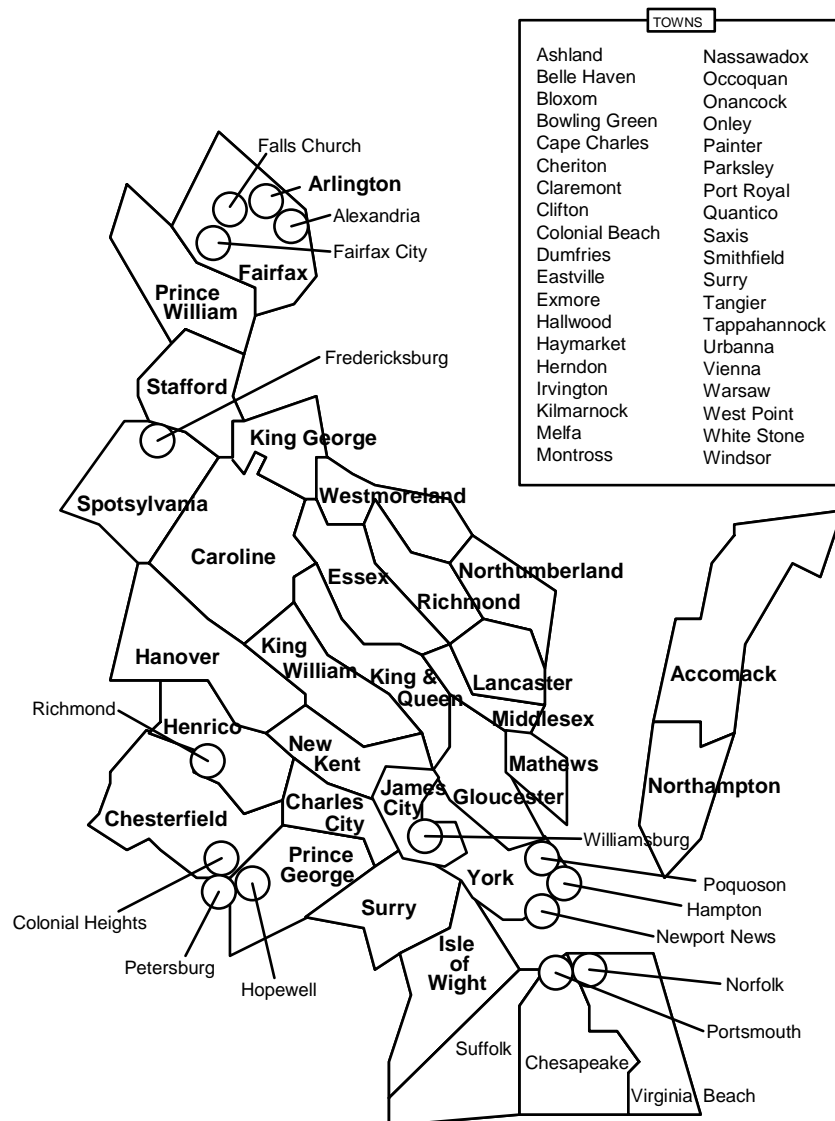 TOWNS
Ashland
Belle Haven
Bloxom
Bowling Green
Cape Charles
Cheriton
Claremont
Clifton
Colonial Beach
Dumfries
Eastville
Exmore
Hallwood
Haymarket
Herndon
Irvington
Kilmarnock
Melfa
Montross
Nassawadox
Occoquan
Onancock
Onley
Painter
Parksley
Port Royal
Quantico
Saxis
Smithfield
Surry
Tangier
Tappahannock
Urbanna
Vienna
Warsaw
West Point
White Stone
Windsor
Falls Church
Arlington
Alexandria
Fairfax City
Fairfax
Prince
William
Fredericksburg
Stafford
King George
Spotsylvania
Westmoreland
Caroline
Essex
Northumberland
Richmond
Hanover
King
William
King &
Queen
Lancaster
Accomack
Richmond
Henrico
Middlesex
New
Kent
Mathews
James
City
Gloucester
Northampton
Chesterfield
Charles
City
Williamsburg
Prince
George
York
Poquoson
Surry
Hampton
Colonial Heights
Newport News
Petersburg
Isle
of
Wight
Hopewell
Norfolk
Portsmouth
Suffolk
Chesapeake
Virginia Beach